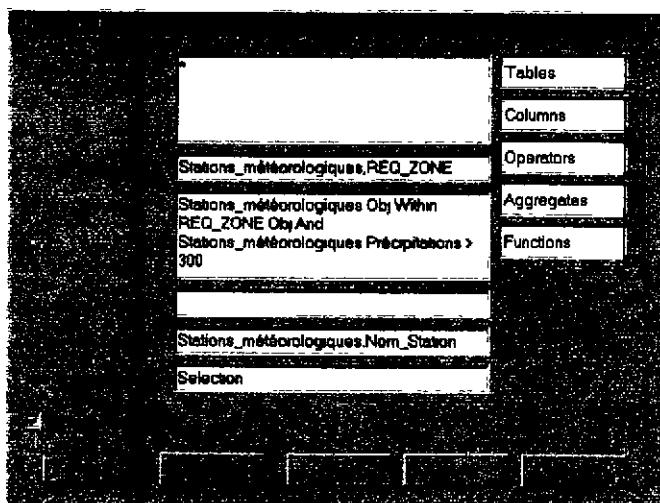 *
Tables
Columns
Stations_météorologiques,REQ_ZONE
Operators
Stations_météorologiques Obj Within
REQ_ZONE Obj And
Stations_météorologiques Précipitations >
300
Aggregates
Functions
Stations_météorologiques.Nom_Station
Selection